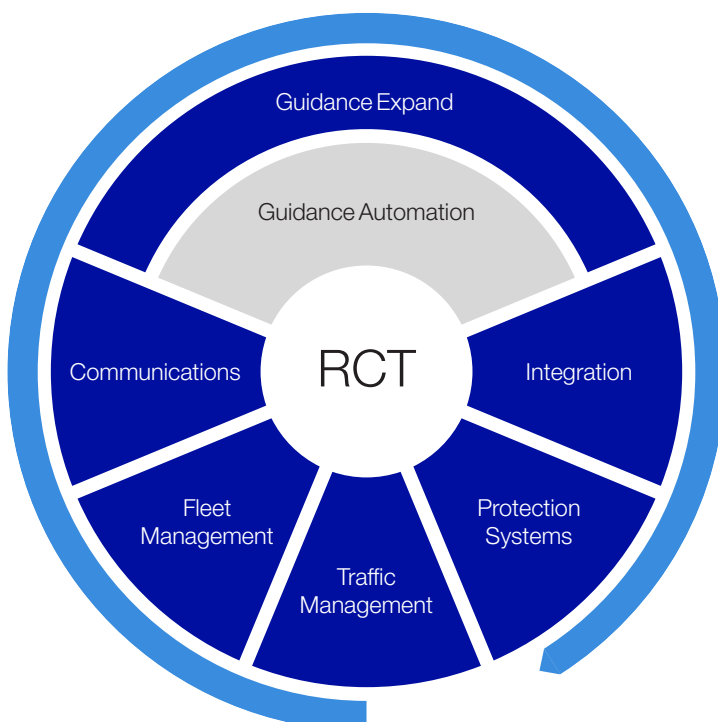 Guidance Expand
Guidance Automation
RCT
Communications
Integration
Fleet
Management
Protection
Systems
Traffic
Management